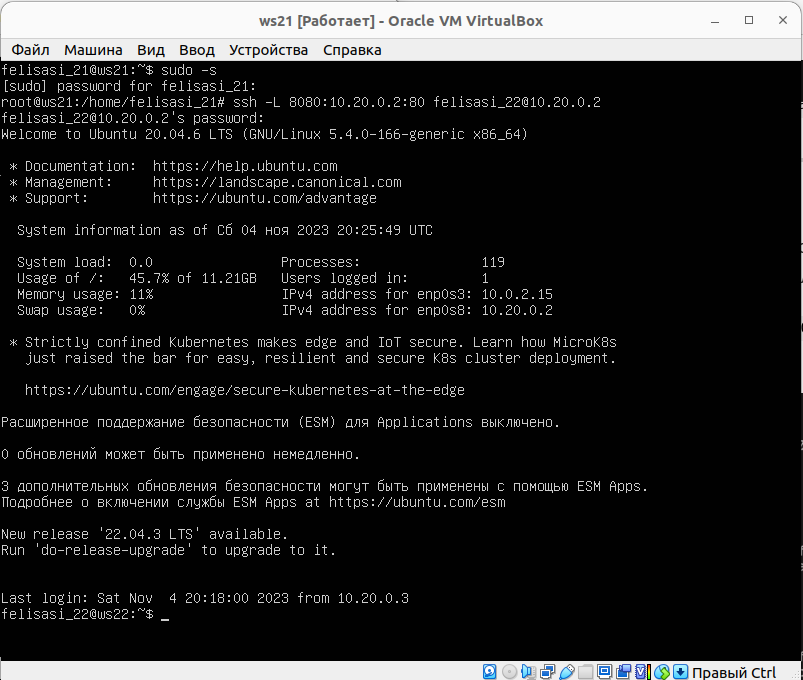 ws21 [Работает] - Oracle VM VirtualBox
Файл Машина Вид Ввод Устройства Справка
felisasi_21@ws21:~$ sudo -s
[sudo] password for felisasi_21:
root@ws21:/home/felisasi_21# ssh -L 8080:10.20.0.2:80 felisasi_22@10.20.0.2
felisasi_22@10.20.0.2's password:
Welcome to Ubuntu 20.04.6 LTS (GNU/Linux 5.4.0-166-generic x86_64)
* Documentation: https://help.ubuntu.com
* Management: https://landscape.canonical.com
* Support: https://ubuntu.com/advantage
System information as of Сб 04 ноя 2023 20:25:49 UTC
System load: 0.0 Processes: 119
Usage of /: 45.7% of 11.21GB Users logged in: 1
Memory usage: 11% IPv4 address for enp0s3: 10.0.2.15
Swap usage: 0% IPv4 address for enp0s8: 10.20.0.2
* Strictly confined Kubernetes makes edge and IoT secure. Learn how MicroK8s
just raised the bar for easy, resilient and secure K8s cluster deployment.
https://ubuntu.com/engage/secure-kubernetes-at-the-edge
Расширенное поддержание безопасности (ESM) для Applications выключено.
0 обновлений может быть применено немедленно.
3 дополнительных обновления безопасности могут быть применены с помощью ESM Apps.
Подробнее о включении службы ESM Apps at https://ubuntu.com/esm
New release '22.04.3 LTS' available.
Run 'do-release-upgrade' to upgrade to it.
Last login: Sat Nov  4 20:18:00 2023 from 10.20.0.3
felisasi_22@ws22:~$ _
Правый Ctrl